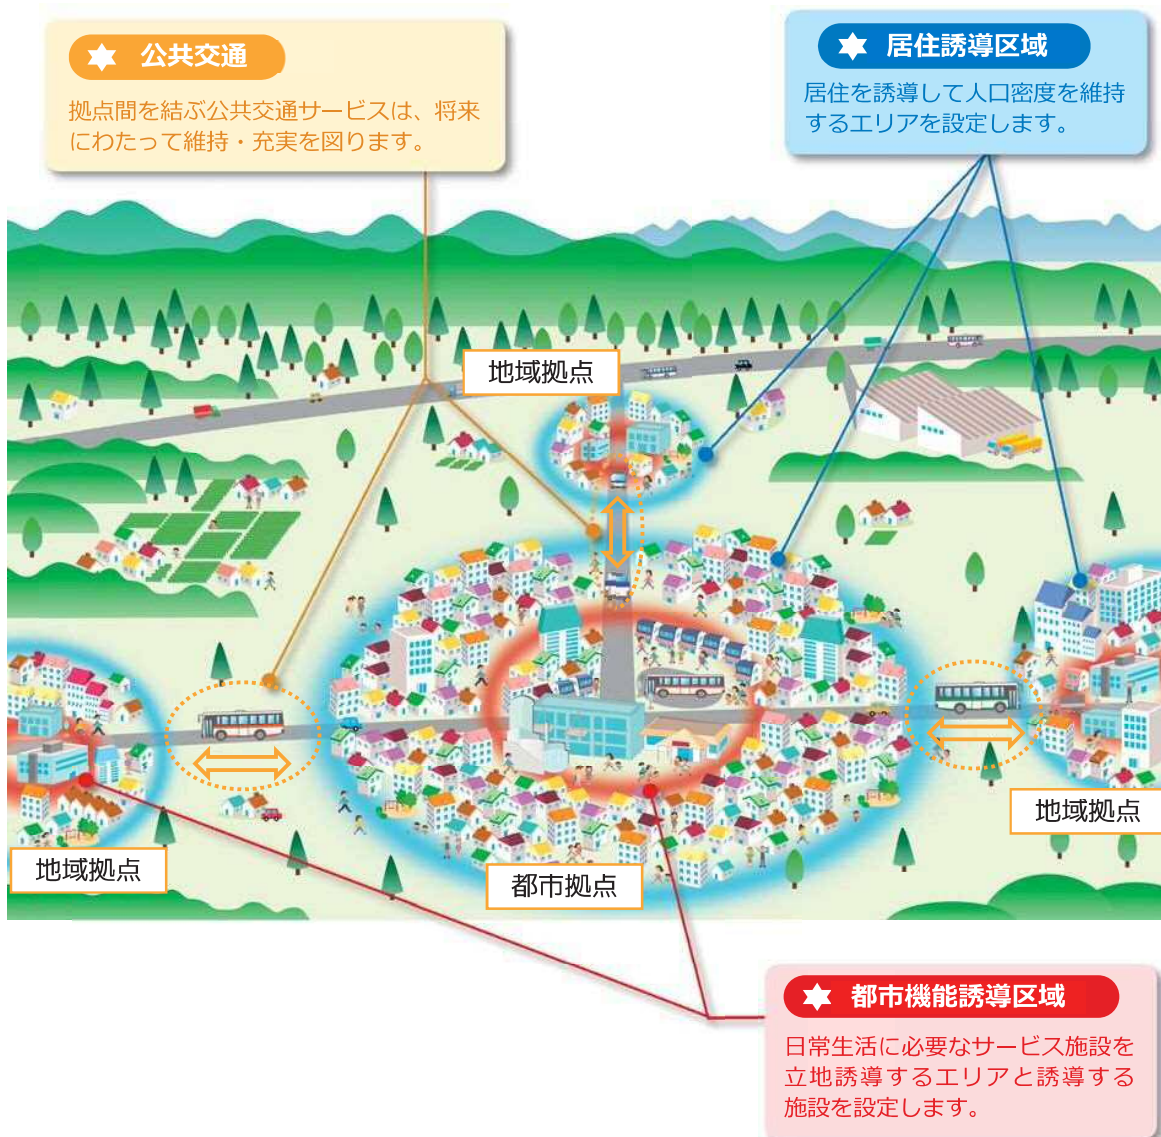 公共交通
拠点間を結ぶ公共交通サービスは、将来
にわたって維持・充実を図ります。
居住誘導区域
居住を誘導して人口密度を維持
するエリアを設定します。
地域拠点
地域拠点
地域拠点
都市拠点
都市機能誘導区域
日常生活に必要なサービス施設を
立地誘導するエリアと誘導する
施設を設定します。